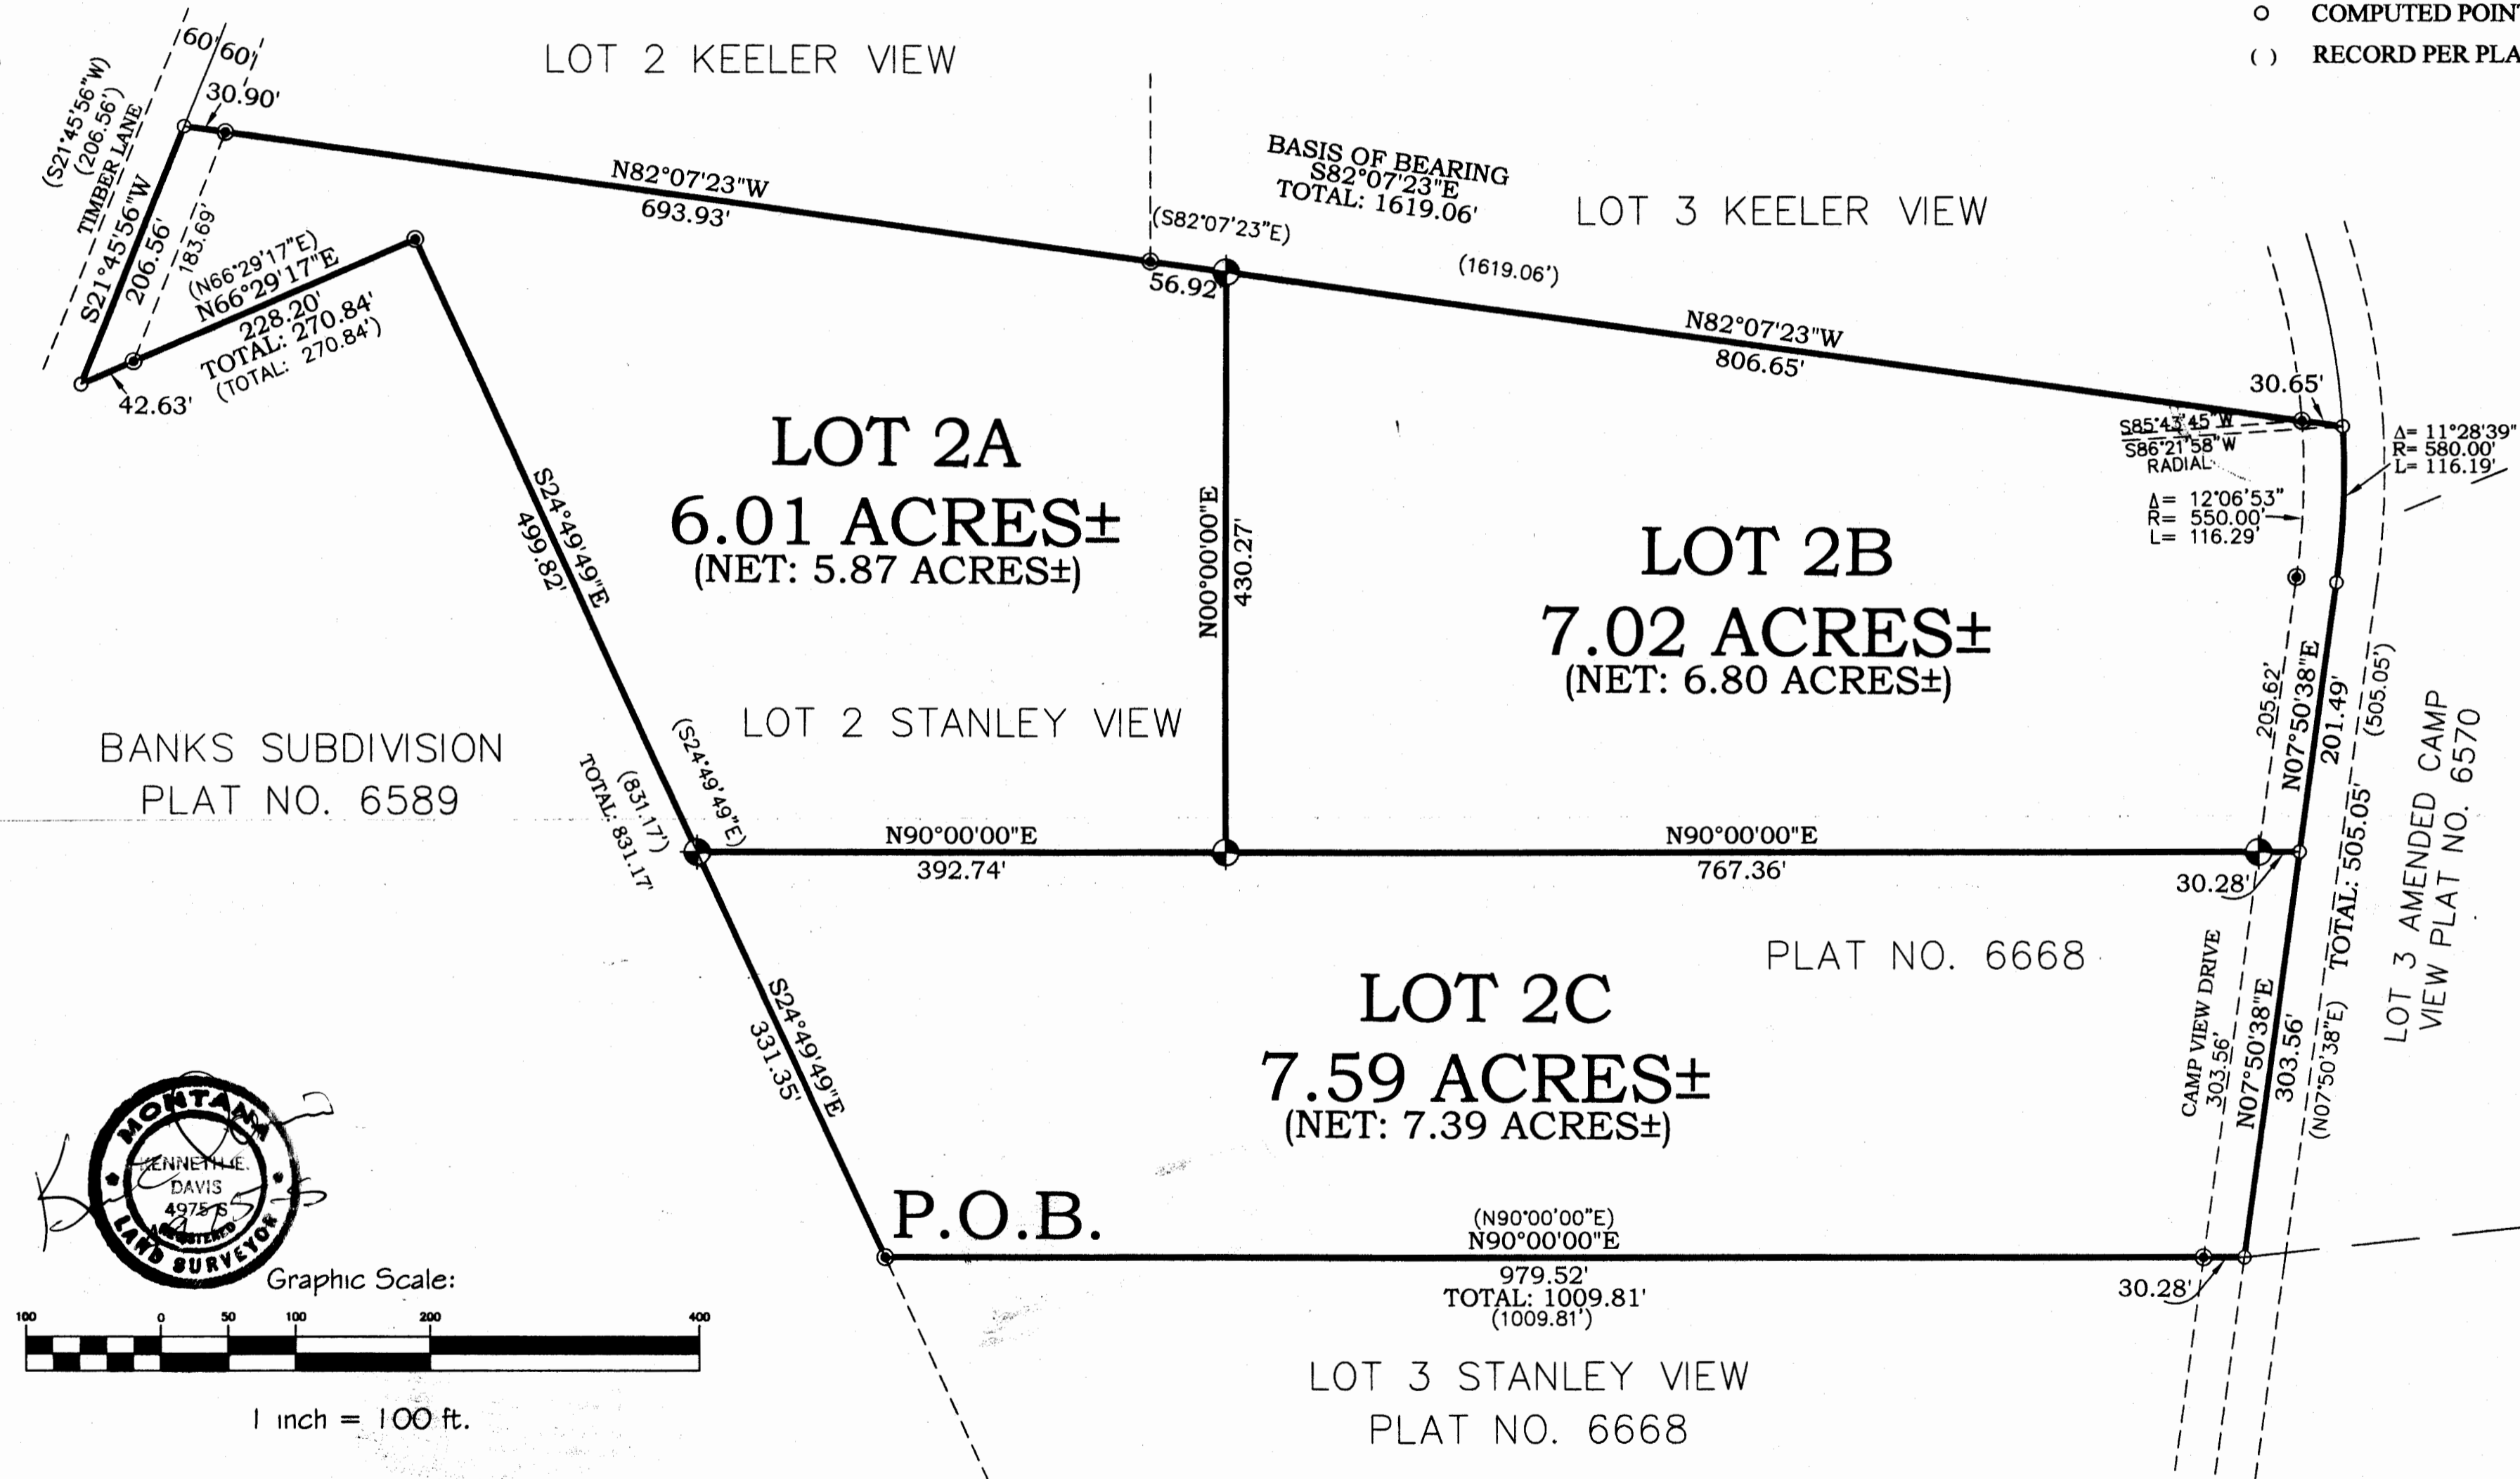 COMPUTED POIN
( ) RECORD PER PLA
60' 60'
30.90'
LOT 2 KEELER VIEW
(S21°45'56"W)
(206.56')
TIMBER LANE
S21°45'56"W
206.56'
183.69'
(N66°29'17"E)
N66°29'17"E
228.20'
TOTAL: 270.84'
(TOTAL: 270.84')
42.63'
N82°07'23"W
693.93'
BASIS OF BEARING
S82°07'23"E
TOTAL: 1619.06'
(S82°07'23"E)
(1619.06')
56.92'
LOT 3 KEELER VIEW
N82°07'23"W
806.65'
30.65'
S85°43'45"W
S86°21'58"W
RADIAL
Δ= 11°28'39"
R= 580.00'
L= 116.19'
Δ= 12°06'53"
R= 550.00'
L= 116.29'
LOT 2A
6.01 ACRES±
(NET: 5.87 ACRES±)
S24°49'49"E
499.82'
N00°00'00"E
430.27'
LOT 2B
7.02 ACRES±
(NET: 6.80 ACRES±)
LOT 2 STANLEY VIEW
BANKS SUBDIVISION
PLAT NO. 6589
(S24°49'49"E)
(831.17')
TOTAL: 831.17'
N90°00'00"E
392.74'
N90°00'00"E
767.36'
30.28'
205.62'
N07°50'38"E
201.49'
(505.05')
TOTAL: 505.05'
(N07°50'38"E)
LOT 3 AMENDED CAMP
VIEW PLAT NO. 6570
PLAT NO. 6668
LOT 2C
7.59 ACRES±
(NET: 7.39 ACRES±)
S24°49'49"E
331.35'
CAMP VIEW DRIVE
303.56'
N07°50'38"E
303.56'
P.O.B.
(N90°00'00"E)
N90°00'00"E
979.52'
TOTAL: 1009.81'
(1009.81')
30.28'
LOT 3 STANLEY VIEW
PLAT NO. 6668
MONTANA
KENNETH E.
DAVIS
4975 S
REGISTERED
LAND SURVEYOR
Graphic Scale:
100 0 50 100 200 400
1 inch = 100 ft.